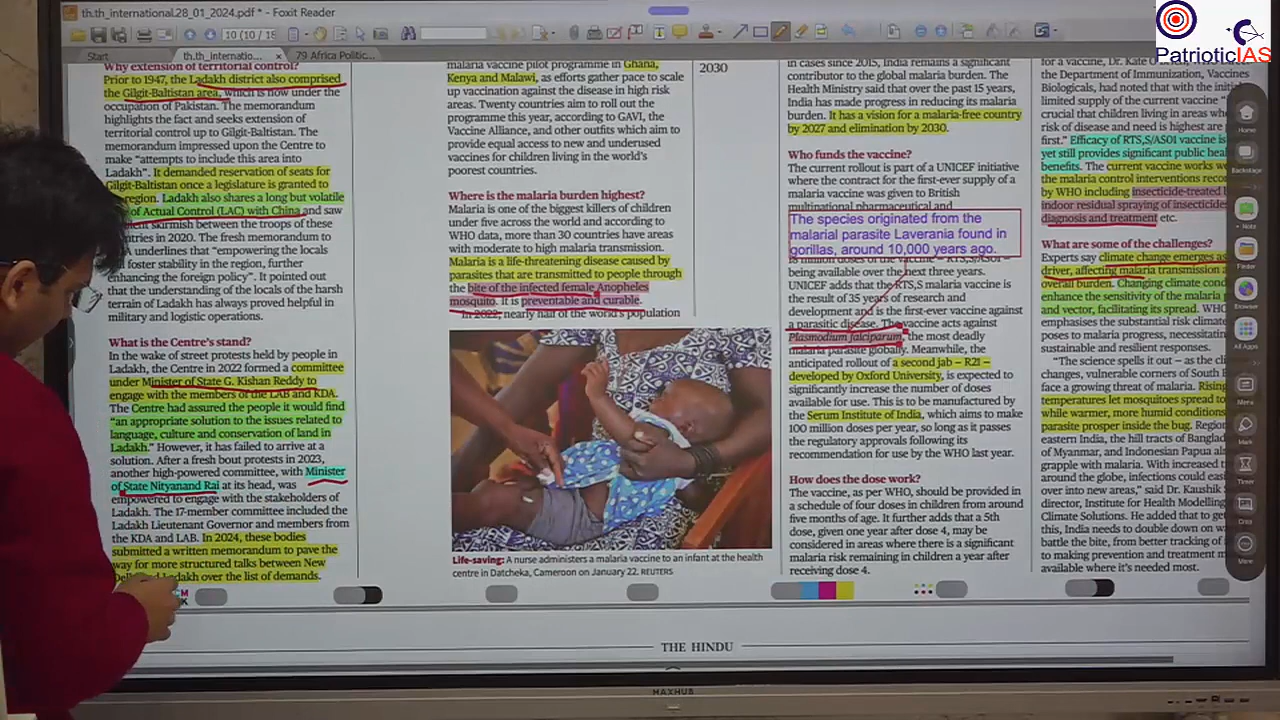 th.th_international.28_01_2024.pdf * - Foxit Reader
PatrioticIAS
10 (10 / 18
Start
th.th_internatio...
79 Africa Politic...
Why extension of territorial control?
Prior to 1947, the Ladakh district also comprised
the Gilgit-Baltistan area, which is now under the
occupation of Pakistan. The memorandum
highlights the fact and seeks extension of
territorial control up to Gilgit-Baltistan. The
memorandum impressed upon the Centre to
make “attempts to include this area into
Ladakh”. It demanded reservation of seats for
Gilgit-Baltistan once a legislature is granted to
region. Ladakh also shares a long but volatile
of Actual Control (LAC) with China and saw
skirmish between the troops of these
in 2020. The fresh memorandum to
underlines that “empowering the locals
foster stability in the region, further
enhancing the foreign policy”. It pointed out
that the understanding of the locals of the harsh
terrain of Ladakh has always proved helpful in
military and logistic operations.
What is the Centre’s stand?
In the wake of street protests held by people in
Ladakh, the Centre in 2022 formed a committee
under Minister of State G. Kishan Reddy to
engage with the members of the LAB and KDA.
The Centre had assured the people it would find
“an appropriate solution to the issues related to
language, culture and conservation of land in
Ladakh.” However, it has failed to arrive at a
solution. After a fresh bout protests in 2023,
another high-powered committee, with Minister
of State Nityanand Rai at its head, was
empowered to engage with the stakeholders of
Ladakh. The 17-member committee included the
Ladakh Lieutenant Governor and members from
the KDA and LAB. In 2024, these bodies
submitted a written memorandum to pave the
way for more structured talks between New
Ladakh over the list of demands.
malaria vaccine pilot programme in Ghana,
Kenya and Malawi, as efforts gather pace to scale
up vaccination against the disease in high risk
areas. Twenty countries aim to roll out the
programme this year, according to GAVI, the
Vaccine Alliance, and other outfits which aim to
provide equal access to new and underused
vaccines for children living in the world’s
poorest countries.
Where is the malaria burden highest?
Malaria is one of the biggest killers of children
under five across the world and according to
WHO data, more than 30 countries have areas
with moderate to high malaria transmission.
Malaria is a life-threatening disease caused by
parasites that are transmitted to people through
the bite of the infected female Anopheles
mosquito. It is preventable and curable.
In 2022, nearly half of the world’s population
2030
Life-saving: A nurse administers a malaria vaccine to an infant at the health
centre in Datcheka, Cameroon on January 22. REUTERS
in cases since 2015, India remains a significant
contributor to the global malaria burden. The
Health Ministry said that over the past 15 years,
India has made progress in reducing its malaria
burden. It has a vision for a malaria-free country
by 2027 and elimination by 2030.
Who funds the vaccine?
The current rollout is part of a UNICEF initiative
where the contract for the first-ever supply of a
malaria vaccine was given to British
multinational pharmaceutical and
The species originated from the
malarial parasite Laverania found in
gorillas, around 10,000 years ago.
being available over the next three years.
UNICEF adds that the RTS,S malaria vaccine is
the result of 35 years of research and
development and is the first-ever vaccine against
a parasitic disease. The vaccine acts against
Plasmodium falciparum, the most deadly
malaria parasite globally. Meanwhile, the
anticipated rollout of a second jab – R21 –
developed by Oxford University, is expected to
significantly increase the number of doses
available for use. This is to be manufactured by
the Serum Institute of India, which aims to make
100 million doses per year, so long as it passes
the regulatory approvals following its
recommendation for use by the WHO last year.
How does the dose work?
The vaccine, as per WHO, should be provided in
a schedule of four doses in children from around
five months of age. It further adds that a 5th
dose, given one year after dose 4, may be
considered in areas where there is a significant
malaria risk remaining in children a year after
receiving dose 4.
for a vaccine, Dr. Kate
the Department of Immunization, Vaccines
Biologicals, had noted that with the
limited supply of the current vaccine
crucial that children living in areas
risk of disease and need is highest are
first.” Efficacy of RTS,S/AS01 vaccine is
yet still provides significant public
benefits. The current vaccine works
the malaria control interventions
by WHO including insecticide-treated
indoor residual spraying of insecticides
diagnosis and treatment etc.
What are some of the challenges?
Experts say climate change emerges as
driver, affecting malaria transmission
overall burden. Changing climate
enhance the sensitivity of the malaria
and vector, facilitating its spread. WHO
emphasises the substantial risk climate
poses to malaria progress, necessitating
sustainable and resilient responses.
“The science spells out – as the
changes, vulnerable corners of South
face a growing threat of malaria. Rising
temperatures let mosquitoes spread to
while warmer, more humid conditions
parasite prosper inside the bug.
eastern India, the hill tracts of
of Myanmar, and Indonesian Papua
grapple with malaria. With increased
around the globe, infections could
over into new areas,” said Dr. Kaushik
director, Institute for Health Modelling
Climate Solutions. He added that to get
this, India needs to double down on
battle the bite, from better tracking of
to making prevention and treatment
available where it’s needed most.
Home
Backstage
Note
Finder
Browser
All Apps
Menu
Mark
Timer
More
M
K
THE HINDU
MAXHUB